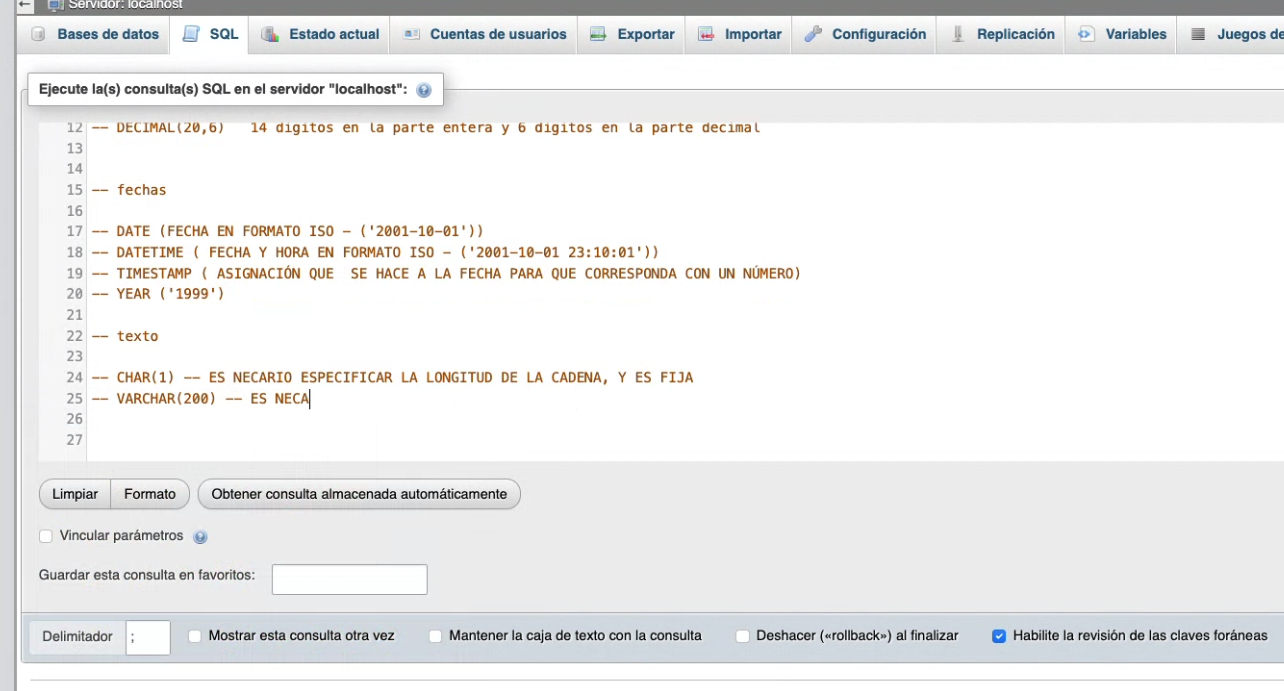 Servidor: localhost
Bases de datos SQL Estado actual Cuentas de usuarios Exportar Importar Configuración Replicación Variables Juegos de
Ejecute la(s) consulta(s) SQL en el servidor "localhost":
12 -- DECIMAL(20,6) 14 digitos en la parte entera y 6 digitos en la parte decimal
13
14
15 -- fechas
16
17 -- DATE (FECHA EN FORMATO ISO - ('2001-10-01'))
18 -- DATETIME ( FECHA Y HORA EN FORMATO ISO - ('2001-10-01 23:10:01'))
19 -- TIMESTAMP ( ASIGNACIÓN QUE  SE HACE A LA FECHA PARA QUE CORRESPONDA CON UN NÚMERO)
20 -- YEAR ('1999')
21
22 -- texto
23
24 -- CHAR(1) -- ES NECARIO ESPECIFICAR LA LONGITUD DE LA CADENA, Y ES FIJA
25 -- VARCHAR(200) -- ES NECA
26
27
Limpiar Formato Obtener consulta almacenada automáticamente
Vincular parámetros
Guardar esta consulta en favoritos:
Delimitador ; Mostrar esta consulta otra vez Mantener la caja de texto con la consulta Deshacer («rollback») al finalizar Habilite la revisión de las claves foráneas